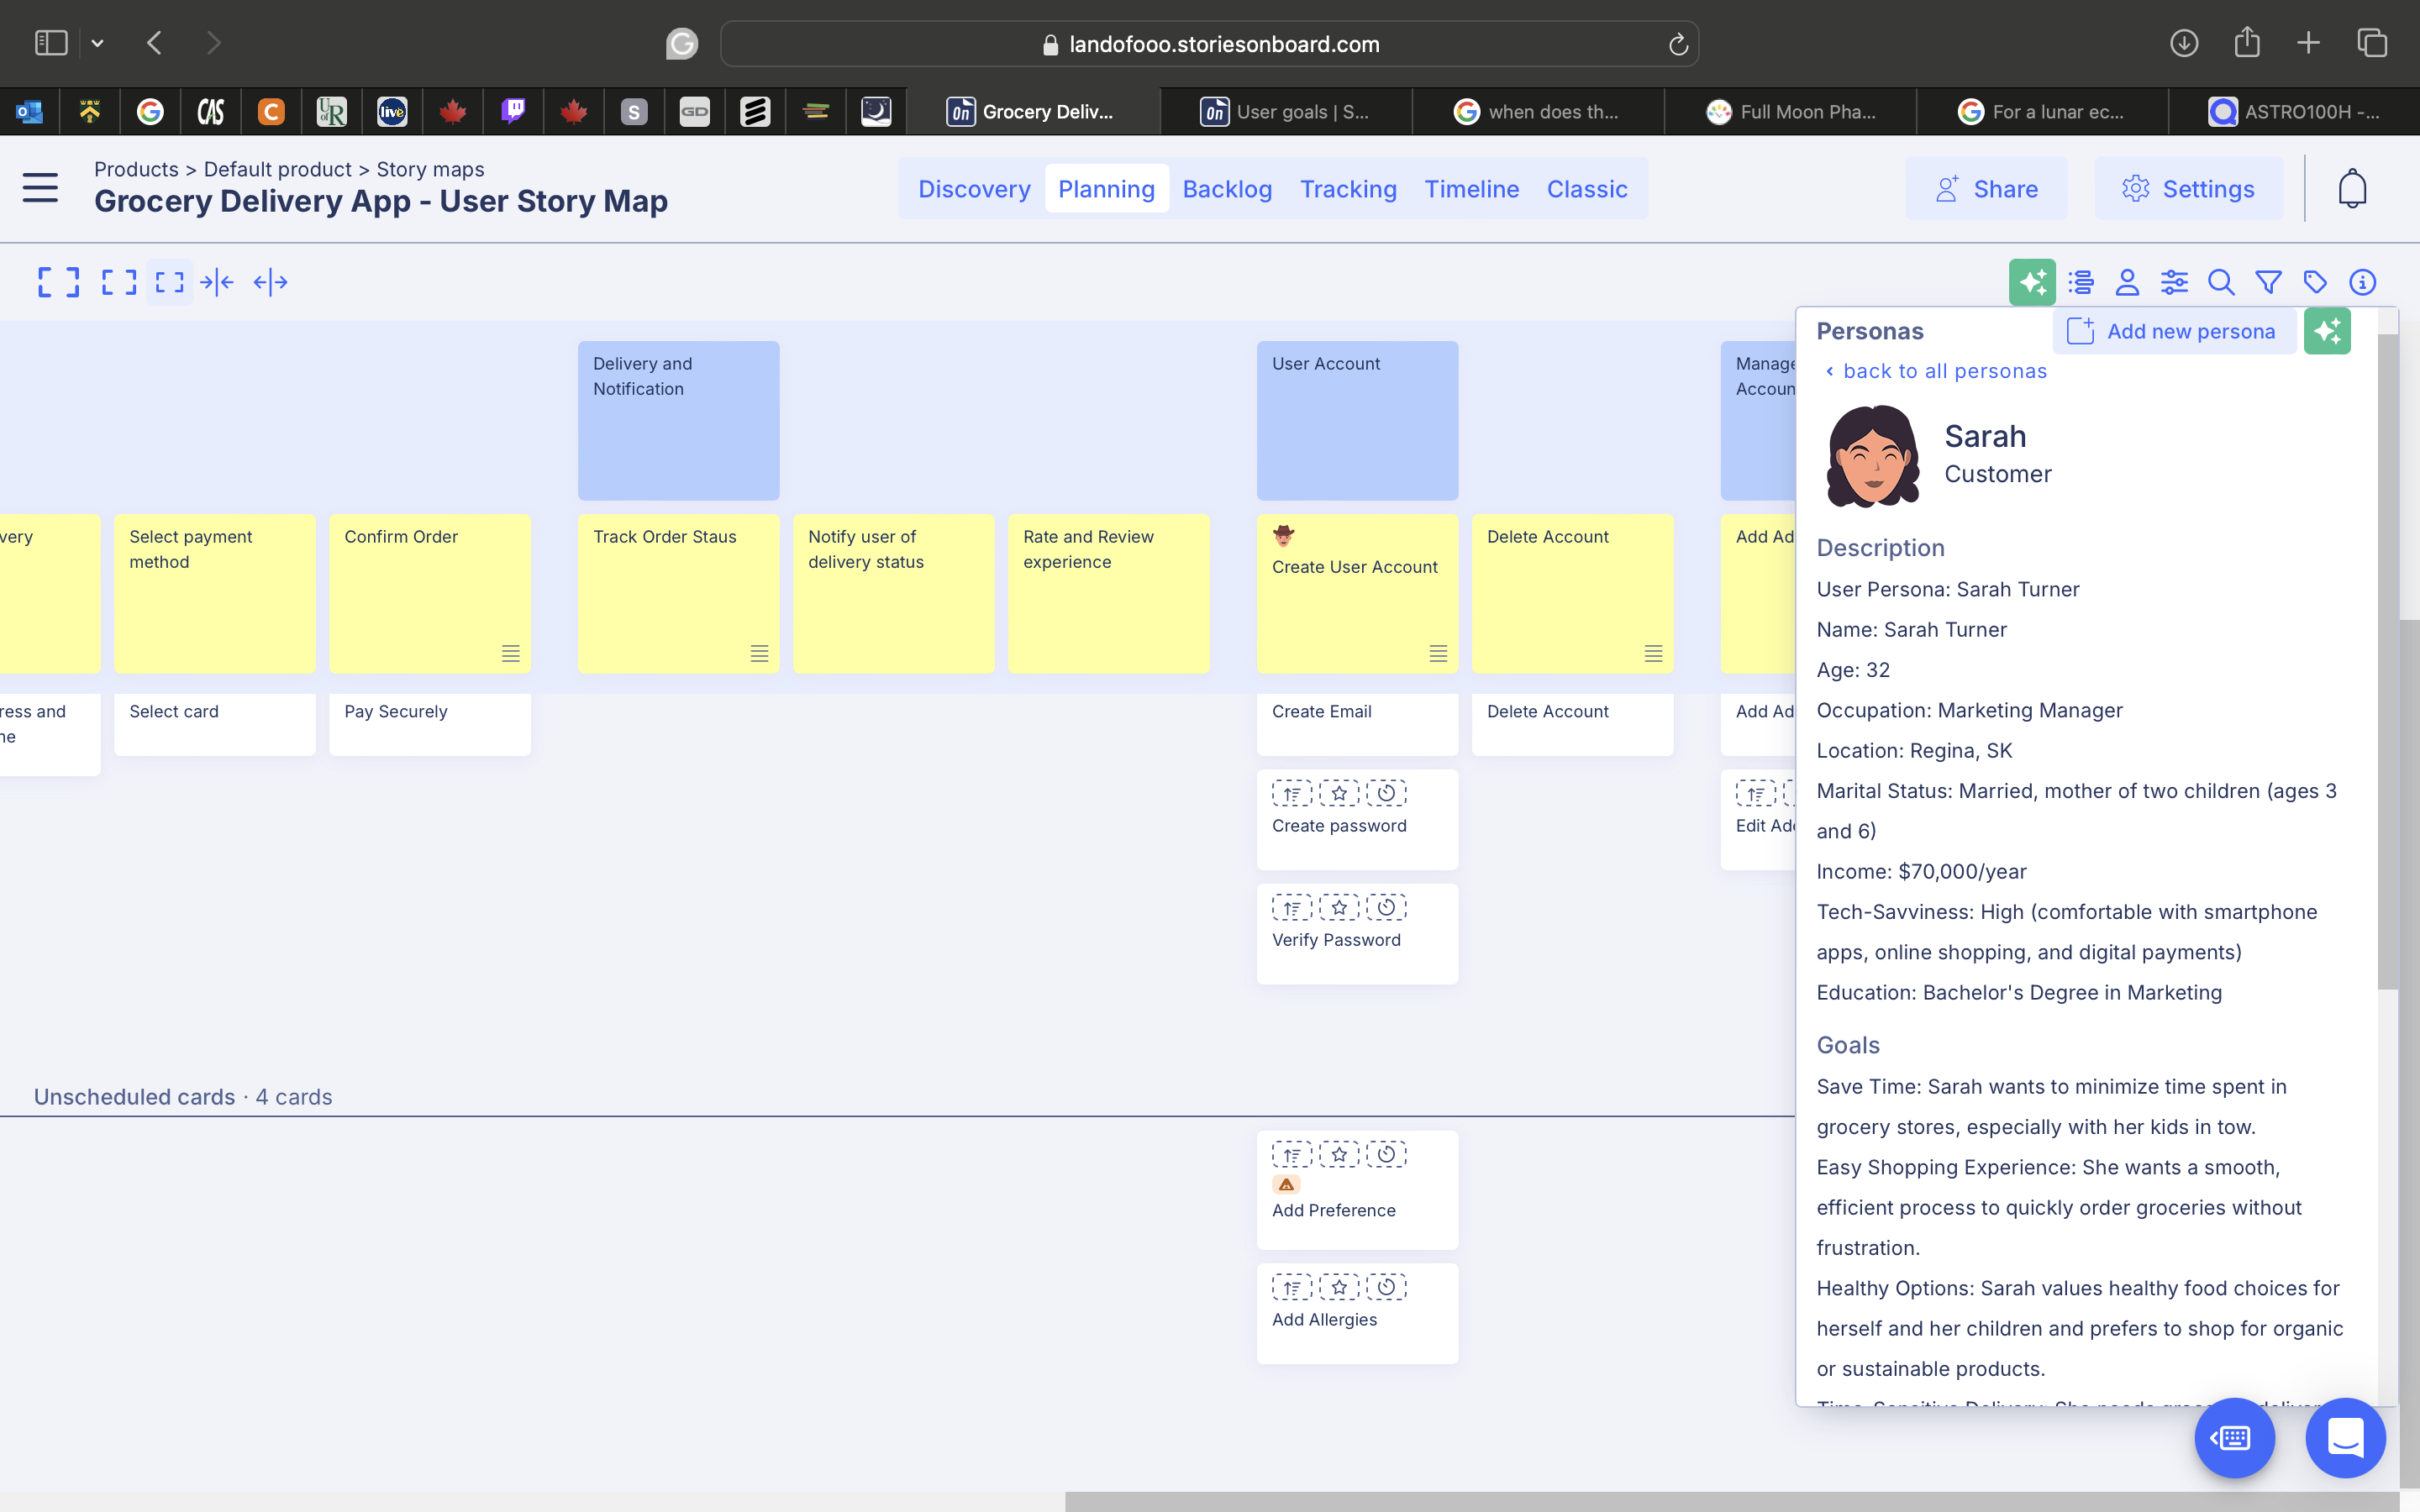 landofooo.storiesonboard.com
CAS
C
U of R
live
S
GD
Grocery Deliv...
User goals | S...
when does th...
Full Moon Pha...
For a lunar ec...
ASTRO100H -...
Products > Default product > Story maps
Grocery Delivery App - User Story Map
Discovery
Planning
Backlog
Tracking
Timeline
Classic
Share
Settings
Delivery and
Notification
User Account
Manage
Accoun
very
Select payment
method
Confirm Order
Track Order Staus
Notify user of
delivery status
Rate and Review
experience
Create User Account
Delete Account
Add Ad
ress and
ne
Select card
Pay Securely
Create Email
Delete Account
Add Ad
Create password
Edit Ad
Verify Password
Unscheduled cards · 4 cards
Add Preference
Add Allergies
Personas
Add new persona
back to all personas
Sarah
Customer
Description
User Persona: Sarah Turner
Name: Sarah Turner
Age: 32
Occupation: Marketing Manager
Location: Regina, SK
Marital Status: Married, mother of two children (ages 3
and 6)
Income: $70,000/year
Tech-Savviness: High (comfortable with smartphone
apps, online shopping, and digital payments)
Education: Bachelor's Degree in Marketing
Goals
Save Time: Sarah wants to minimize time spent in
grocery stores, especially with her kids in tow.
Easy Shopping Experience: She wants a smooth,
efficient process to quickly order groceries without
frustration.
Healthy Options: Sarah values healthy food choices for
herself and her children and prefers to shop for organic
or sustainable products.